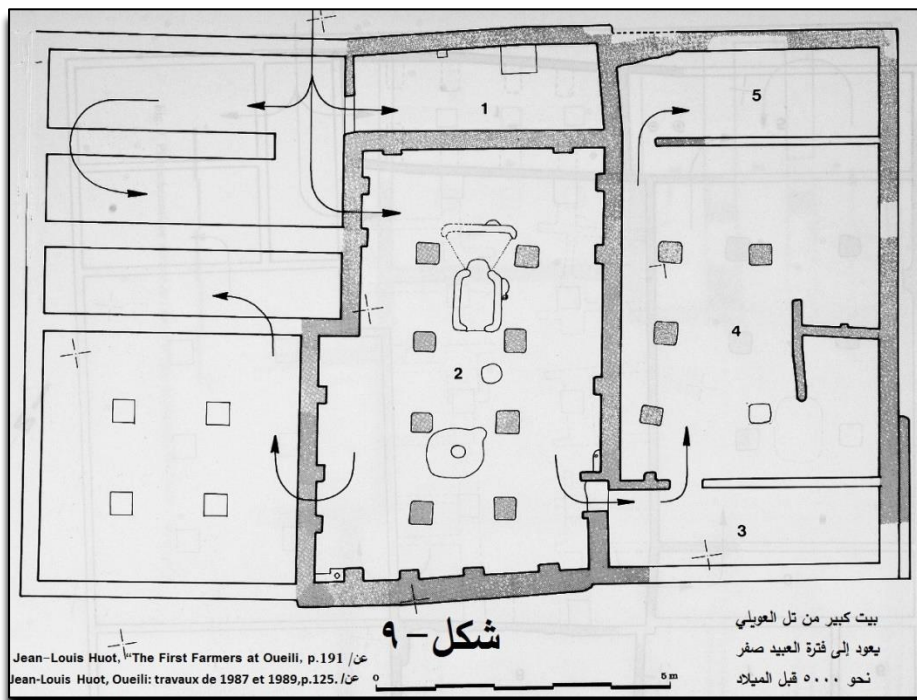 1
5
4
2
3
شكل-٩
بيت كبير من تل العويلي
يعود إلى فترة العبيد صفر
نحو ٥٠٠٠ قبل الميلاد
Jean-Louis Huot, "The First Farmers at Oueili, p.191 /عن
Jean-Louis Huot, Oueili: travaux de 1987 et 1989,p.125. /عن
0 5m